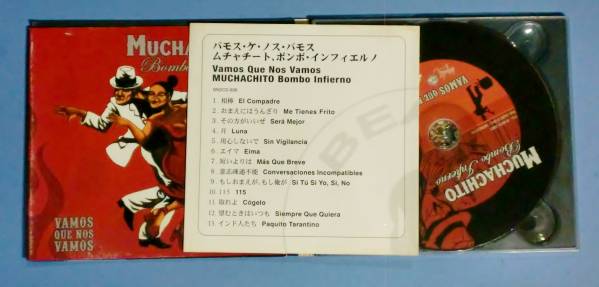 MUCHA
Bombo
VAMOS
QUE NOS
VAMOS
バモス・ケ・ノス・バモス
ムチャチート、ボンボ・インフィエルノ
Vamos Que Nos Vamos
MUCHACHITO Bombo Infierno
1. 相棒 El Compadre
2. おまえにはうんざり Me Tienes Frito
3. その方がいいぜ Será Mejor
4. 月 Luna
5. 用心しないで Sin Vigilancia
6. エイマ Eima
7. 短いよりは Más Que Breve
8. 意志疎通不能 Conversaciones Incompatibles
9. もしおまえが、もし俺が Si Tú Si Yo, Si, No
10. 115 115
11. 取れよ Cógelo
12. 望むときはいつも Siempre Que Quiera
13. インド人たち Paquito Tarantino
VAMOS QUE N
MUCHACHITO
Bombo Infierno